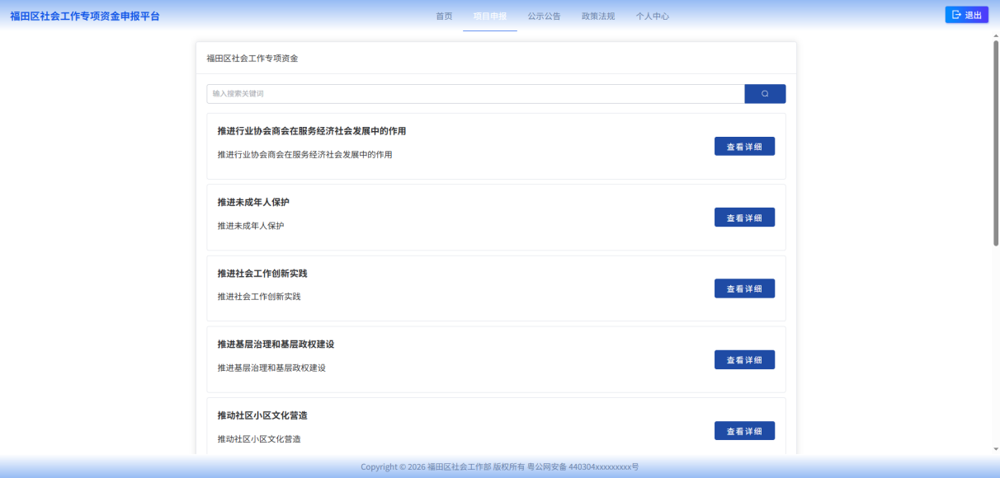 福田区社会工作专项资金申报平台
首页 项目申报 公示公告 政策法规 个人中心
退出
福田区社会工作专项资金
输入搜索关键词
推进行业协会商会在服务经济社会发展中的作用
推进行业协会商会在服务经济社会发展中的作用
查看详细
推进未成年人保护
推进未成年人保护
查看详细
推进社会工作创新实践
推进社会工作创新实践
查看详细
推进基层治理和基层政权建设
推进基层治理和基层政权建设
查看详细
推动社区小区文化营造
推动社区小区文化营造
查看详细
Copyright © 2026 福田区社会工作部 版权所有 粤公网安备 440304xxxxxxxxx号